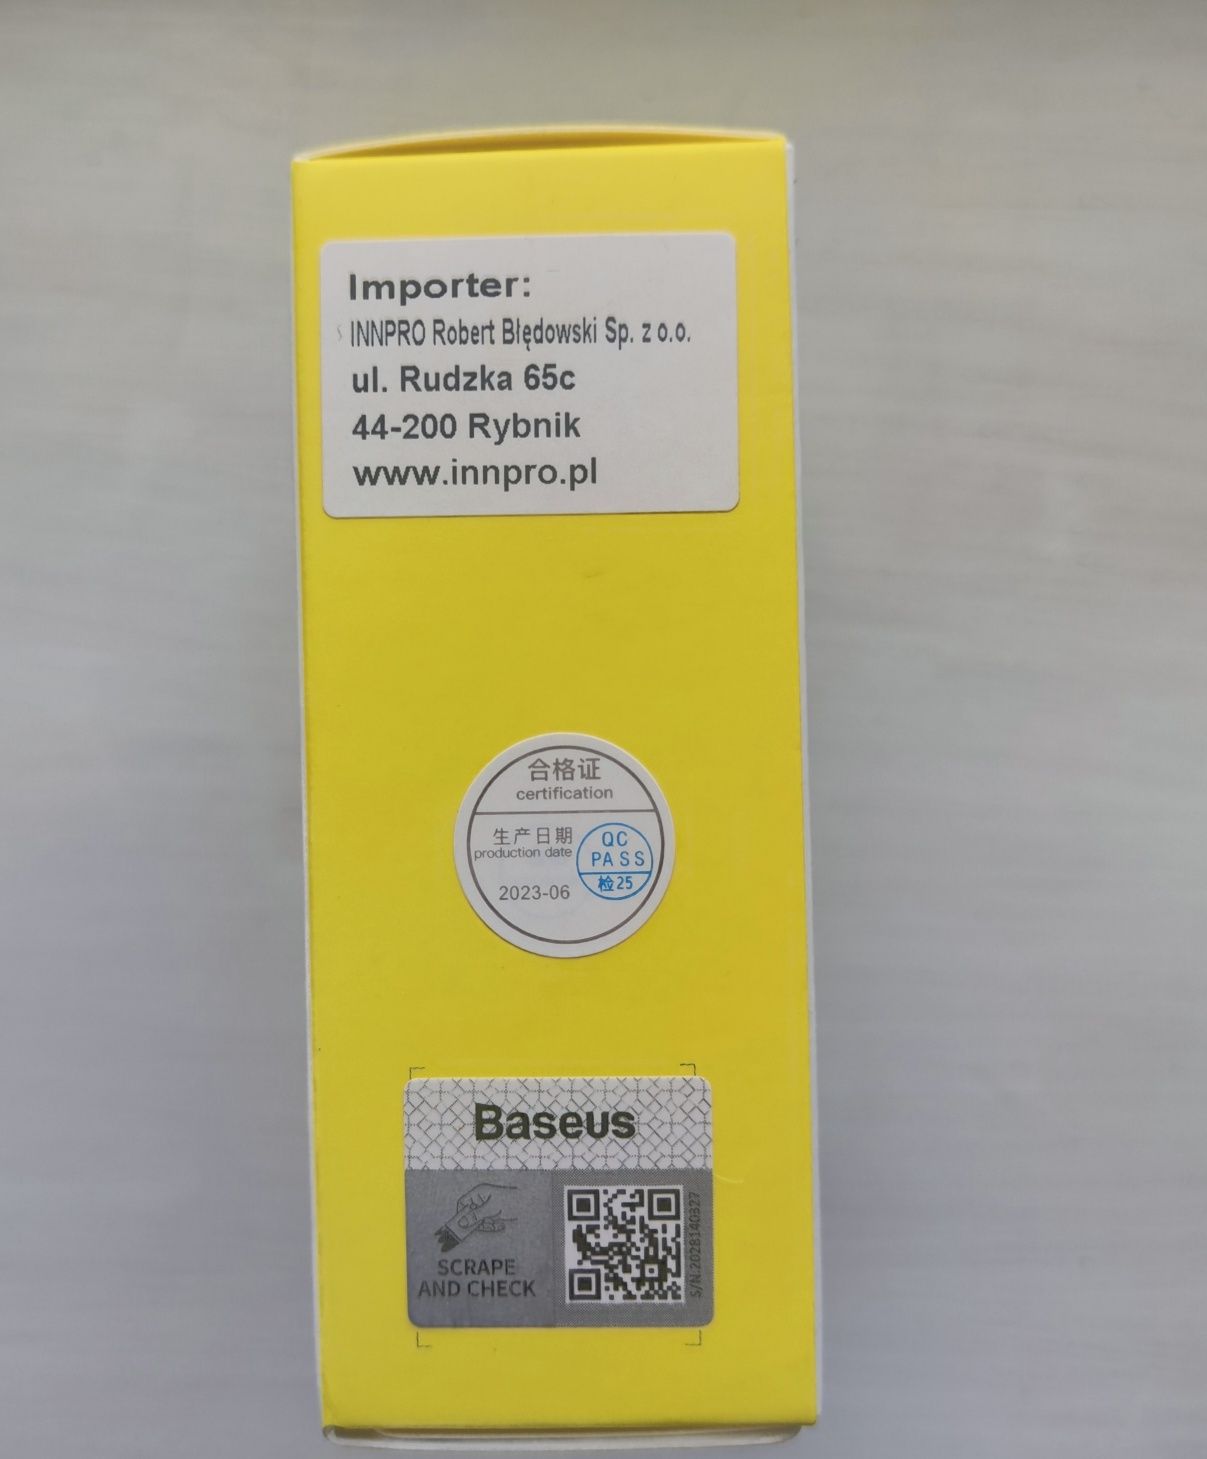 Importer:
INNPRO Robert Błędowski Sp. z o.o.
ul. Rudzka 65c
44-200 Rybnik
www.innpro.pl
合格证
certification
生产日期
production date
2023-06
QC
PASS
检25
Baseus
SCRAPE
AND CHECK
S/N.2028140327